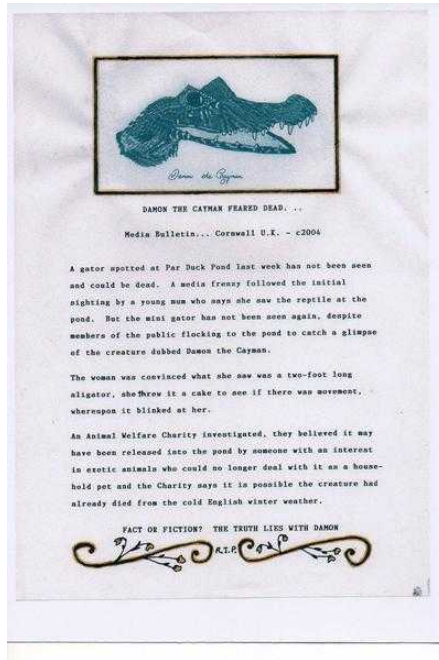 Damon the Cayman
DAMON THE CAYMAN FEARED DEAD. . .
Media Bulletin... Cornwall U.K. - c2004
A gator spotted at Par Duck Pond last week has not been seen
and could be dead. A media frenzy followed the initial
sighting by a young mum who says she saw the reptile at the
pond. But the mini gator has not been seen again, despite
members of the public flocking to the pond to catch a glimpse
of the creature dubbed Damon the Cayman.
The woman was convinced what she saw was a two-foot long
aligator, she threw it a cake to see if there was movement,
whereupon it blinked at her.
An Animal Welfare Charity investigated, they believed it may
have been released into the pond by someone with an interest
in exotic animals who could no longer deal with it as a house-
hold pet and the Charity says it is possible the creature had
already died from the cold English winter weather.
FACT OR FICTION? THE TRUTH LIES WITH DAMON
R.I.P.